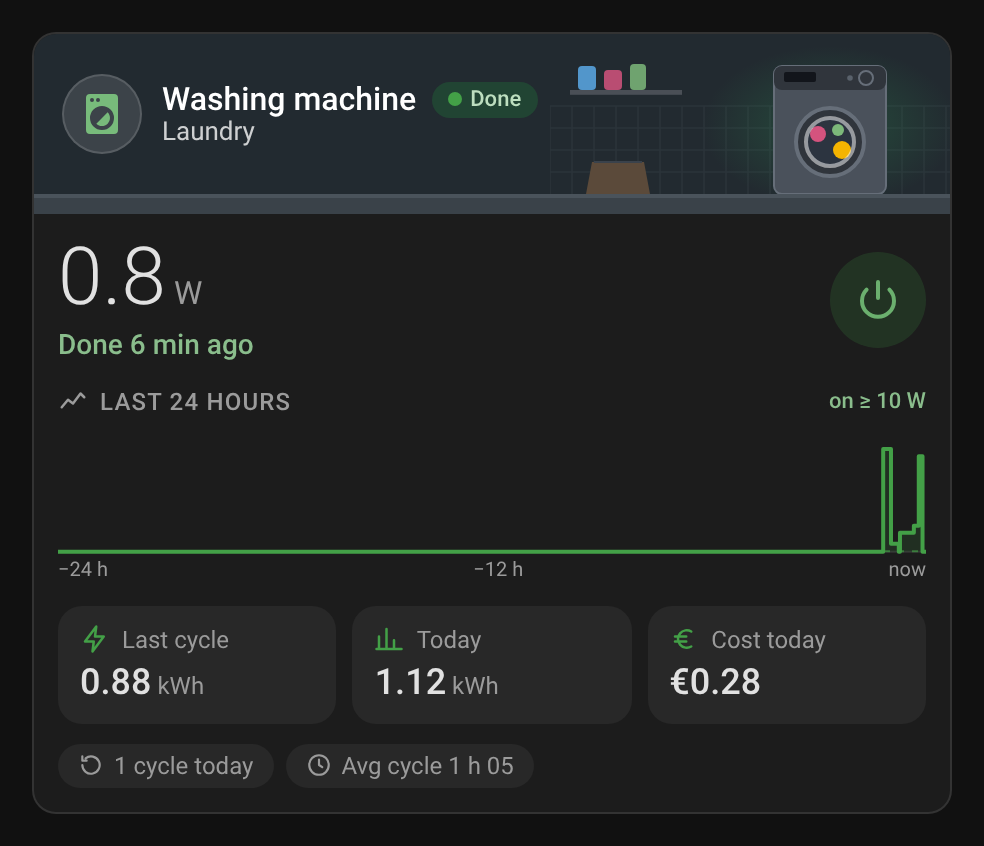 Washing machine
Done
Laundry
0.8 W
Done 6 min ago
LAST 24 HOURS
on ≥ 10 W
−24 h
−12 h
now
Last cycle
0.88 kWh
Today
1.12 kWh
Cost today
€0.28
1 cycle today
Avg cycle 1 h 05